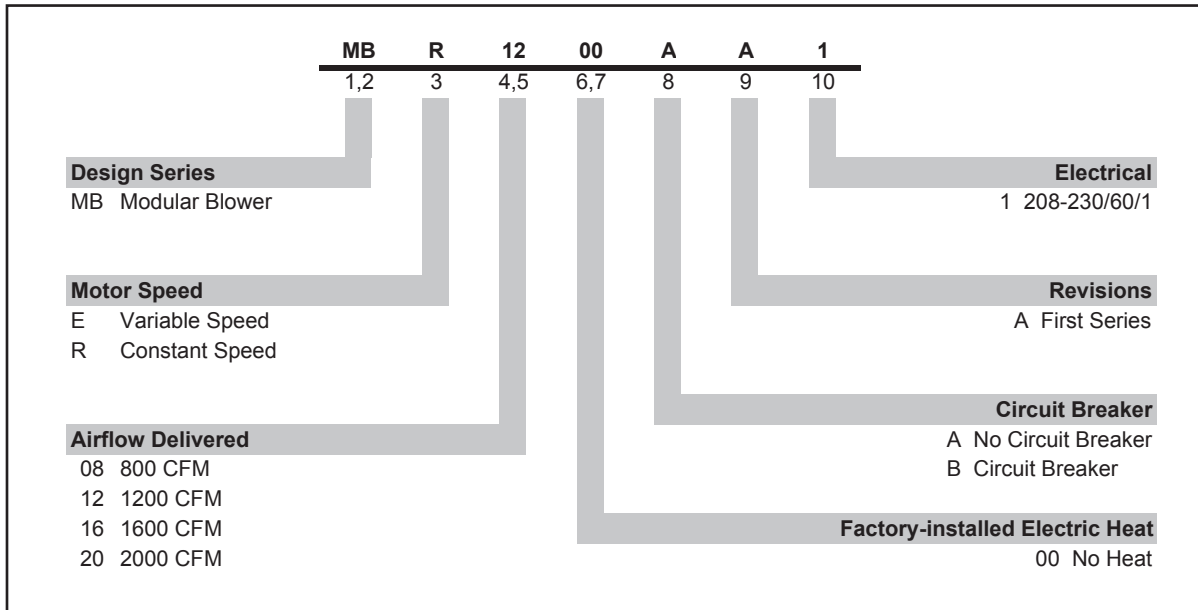 MB R 12 00 A A 1
1,2 3 4,5 6,7 8 9 10
Design Series
MB Modular Blower
Electrical
1 208-230/60/1
Motor Speed
E Variable Speed
R Constant Speed
Revisions
A First Series
Circuit Breaker
A No Circuit Breaker
B Circuit Breaker
Airflow Delivered
08 800 CFM
12 1200 CFM
16 1600 CFM
20 2000 CFM
Factory-installed Electric Heat
00 No Heat